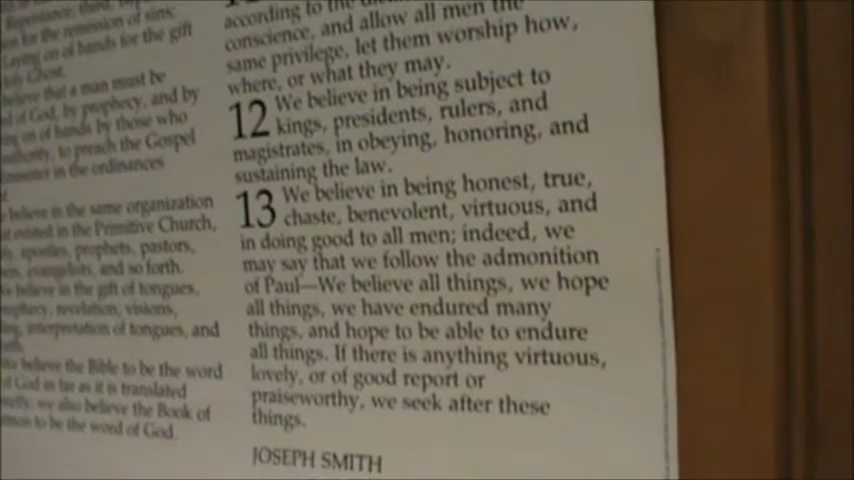 Repentance; third,
for the remission of sins;
Laying on of hands for the gift
Holy Ghost.
believe that a man must be
of God, by prophecy, and by
on of hands by those who
authority, to preach the Gospel
administer in the ordinances
believe in the same organization
that existed in the Primitive Church,
apostles, prophets, pastors,
evangelists, and so forth.
We believe in the gift of tongues,
prophecy, revelation, visions,
interpretation of tongues, and
We believe the Bible to be the word
of God as far as it is translated
we also believe the Book of
to be the word of God.
according to the
conscience, and allow all men the
same privilege, let them worship how,
where, or what they may.
12 We believe in being subject to
kings, presidents, rulers, and
magistrates, in obeying, honoring, and
sustaining the law.
13 We believe in being honest, true,
chaste, benevolent, virtuous, and
in doing good to all men; indeed, we
may say that we follow the admonition
of Paul—We believe all things, we hope
all things, we have endured many
things, and hope to be able to endure
all things. If there is anything virtuous,
lovely, or of good report or
praiseworthy, we seek after these
things.
JOSEPH SMITH